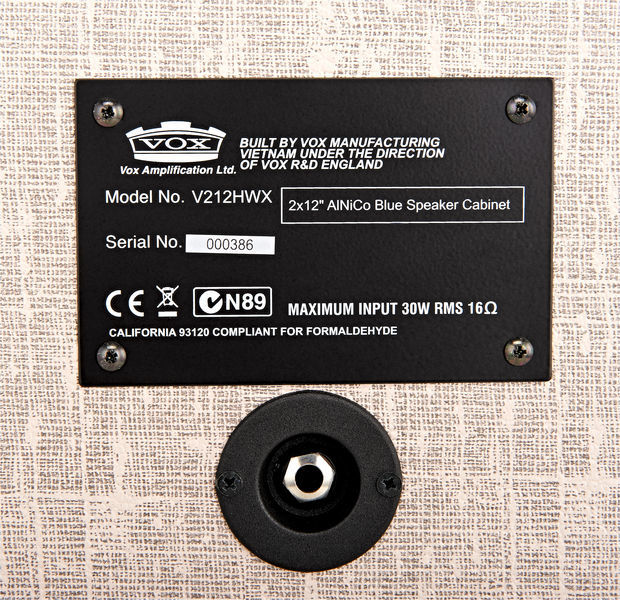 VOX
Vox Amplification Ltd.
BUILT BY VOX MANUFACTURING
VIETNAM UNDER THE DIRECTION
OF VOX R&D ENGLAND
Model No. V212HWX
2x12" AlNiCo Blue Speaker Cabinet
Serial No. 000386
CE N89 MAXIMUM INPUT 30W RMS 16Ω
CALIFORNIA 93120 COMPLIANT FOR FORMALDEHYDE